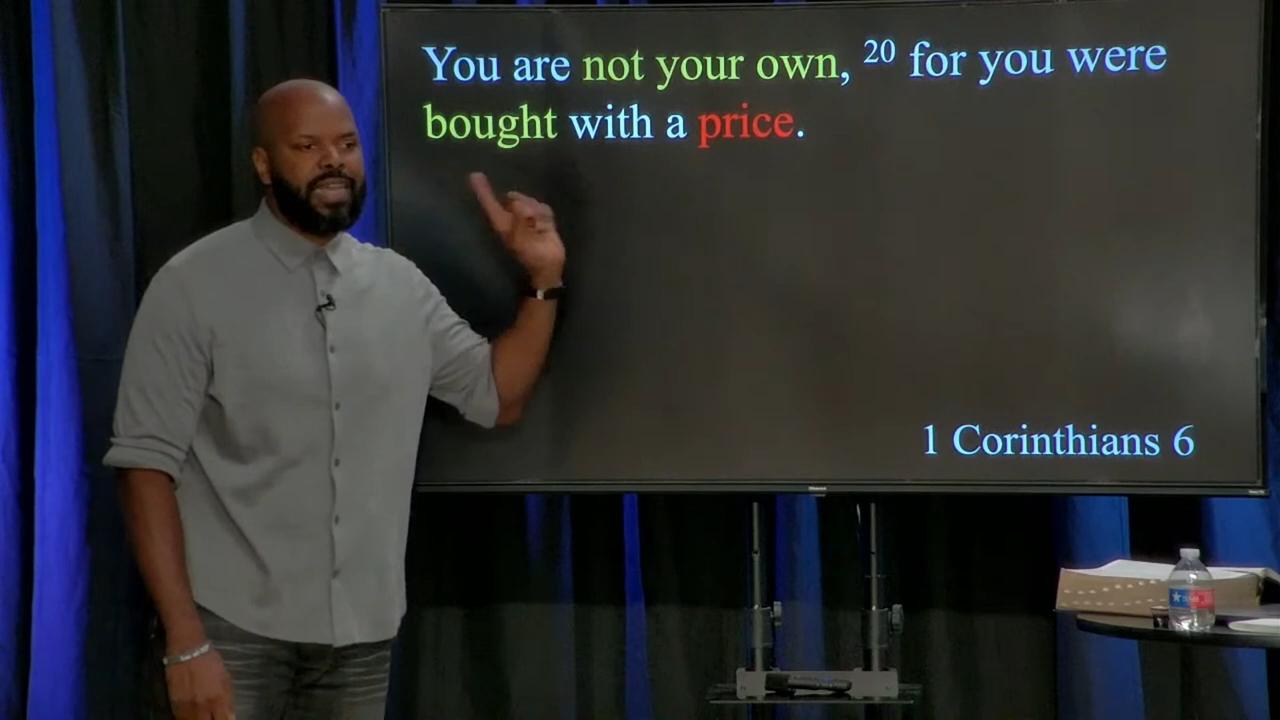 You are not your own, 20 for you were
bought with a price.
1 Corinthians 6